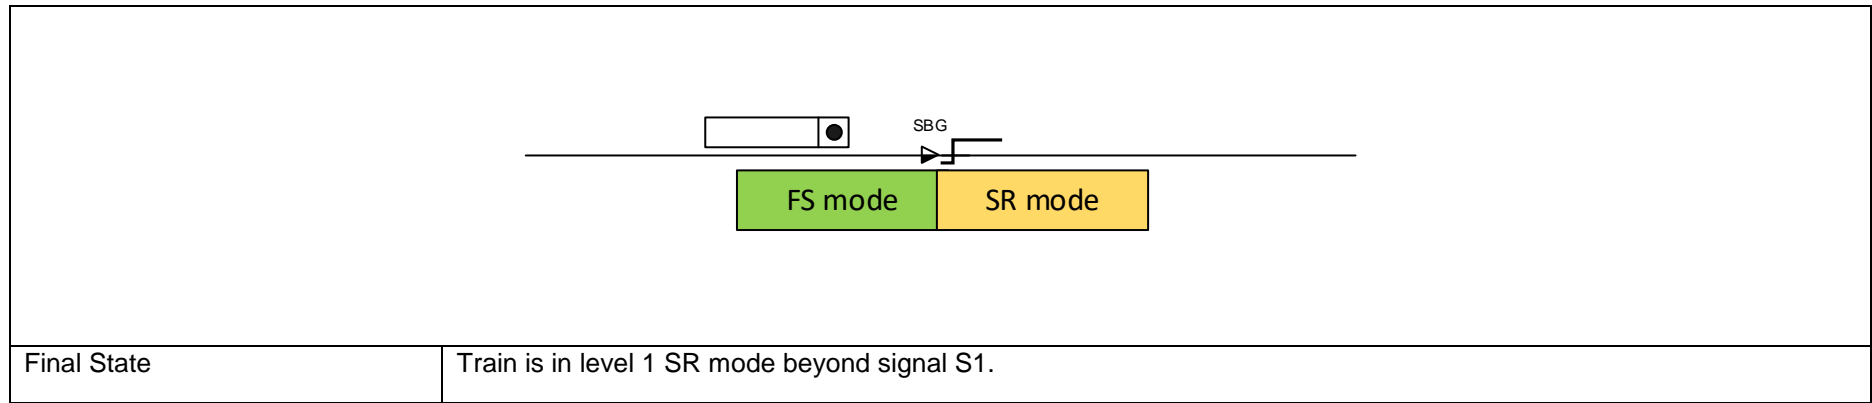 SBG
FS mode
SR mode
Final State
Train is in level 1 SR mode beyond signal S1.